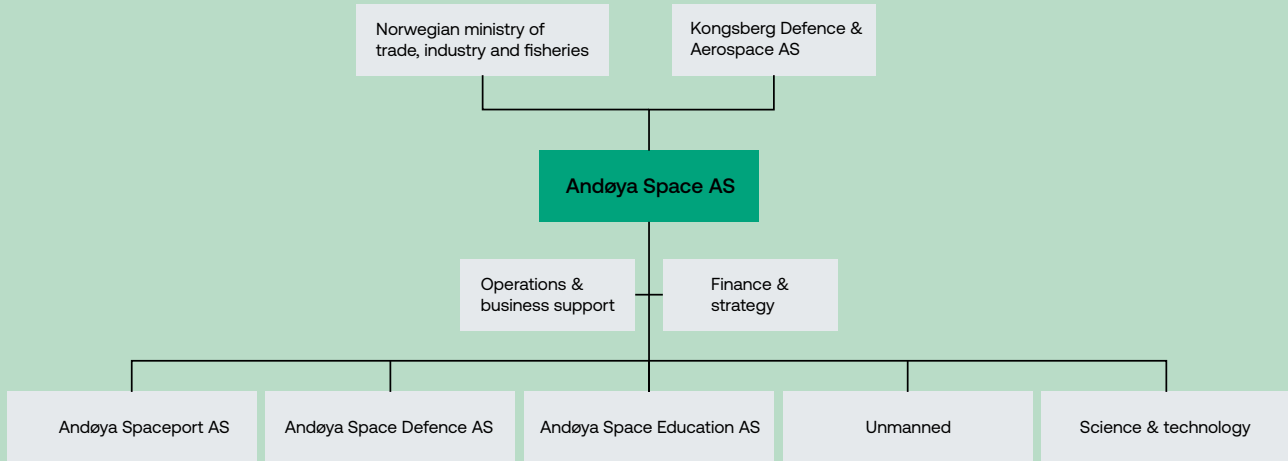 Norwegian ministry of
trade, industry and fisheries
Kongsberg Defence &
Aerospace AS
Andøya Space AS
Operations &
business support
Finance &
strategy
Andøya Spaceport AS
Andøya Space Defence AS
Andøya Space Education AS
Unmanned
Science & technology